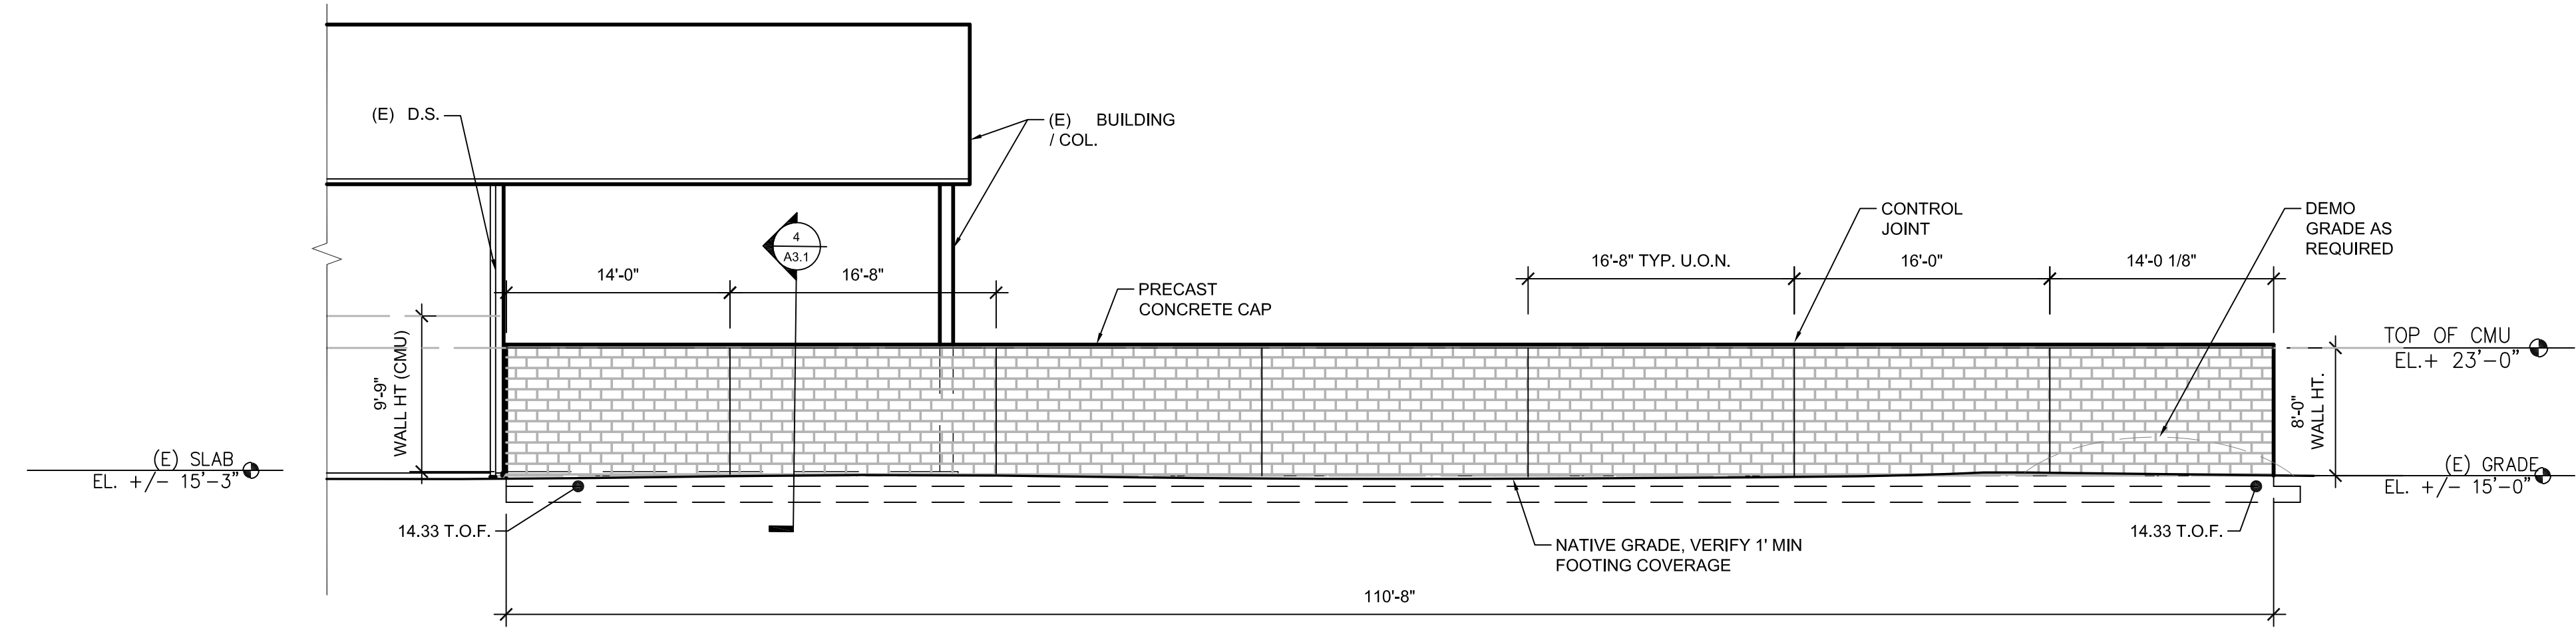 (E) D.S.
(E) BUILDING
/ COL.
4
A3.1
14'-0"
16'-8"
PRECAST
CONCRETE CAP
CONTROL
JOINT
DEMO
GRADE AS
REQUIRED
16'-8" TYP. U.O.N.
16'-0"
14'-0 1/8"
TOP OF CMU
EL.+ 23'-0"
9'-9"
WALL HT (CMU)
8'-0"
WALL HT.
(E) SLAB
EL. +/- 15'-3"
(E) GRADE
EL. +/- 15'-0"
14.33 T.O.F.
14.33 T.O.F.
NATIVE GRADE, VERIFY 1' MIN
FOOTING COVERAGE
110'-8"